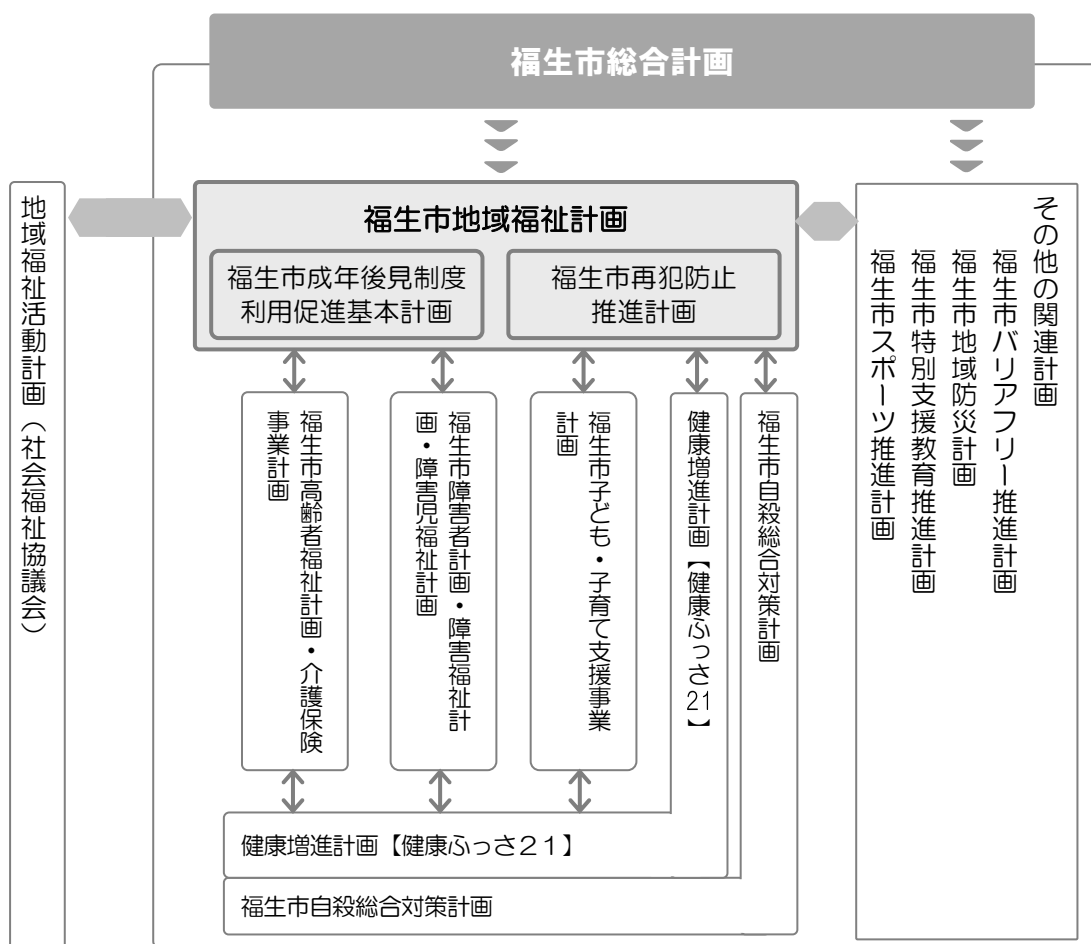 福生市総合計画
地域福祉活動計画（社会福祉協議会）
福生市地域福祉計画
福生市成年後見制度
利用促進基本計画
福生市再犯防止
推進計画
その他の関連計画
福生市バリアフリー推進計画
福生市地域防災計画
福生市特別支援教育推進計画
福生市スポーツ推進計画
福生市高齢者福祉計画・介護保険
事業計画
福生市障害者計画・障害福祉計
画・障害児福祉計画
福生市子ども・子育て支援事業
計画
健康増進計画【健康ふっさ21】
福生市自殺総合対策計画
健康増進計画【健康ふっさ２１】
福生市自殺総合対策計画